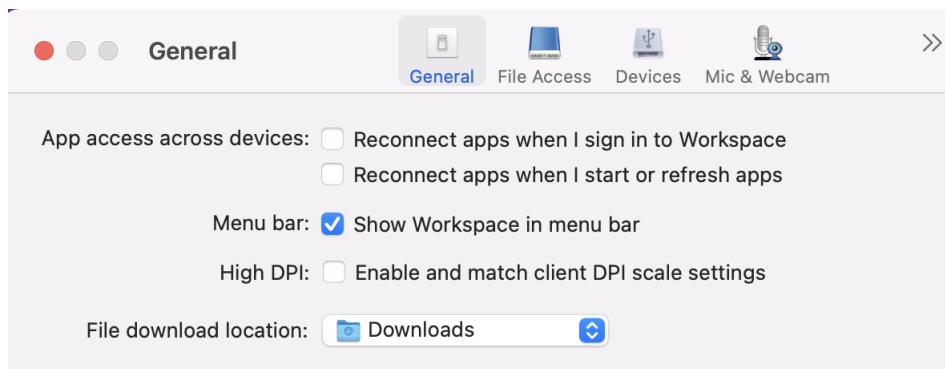 General
General
File Access
Devices
Mic & Webcam
App access across devices: Reconnect apps when I sign in to Workspace
Reconnect apps when I start or refresh apps
Menu bar: Show Workspace in menu bar
High DPI: Enable and match client DPI scale settings
File download location: Downloads